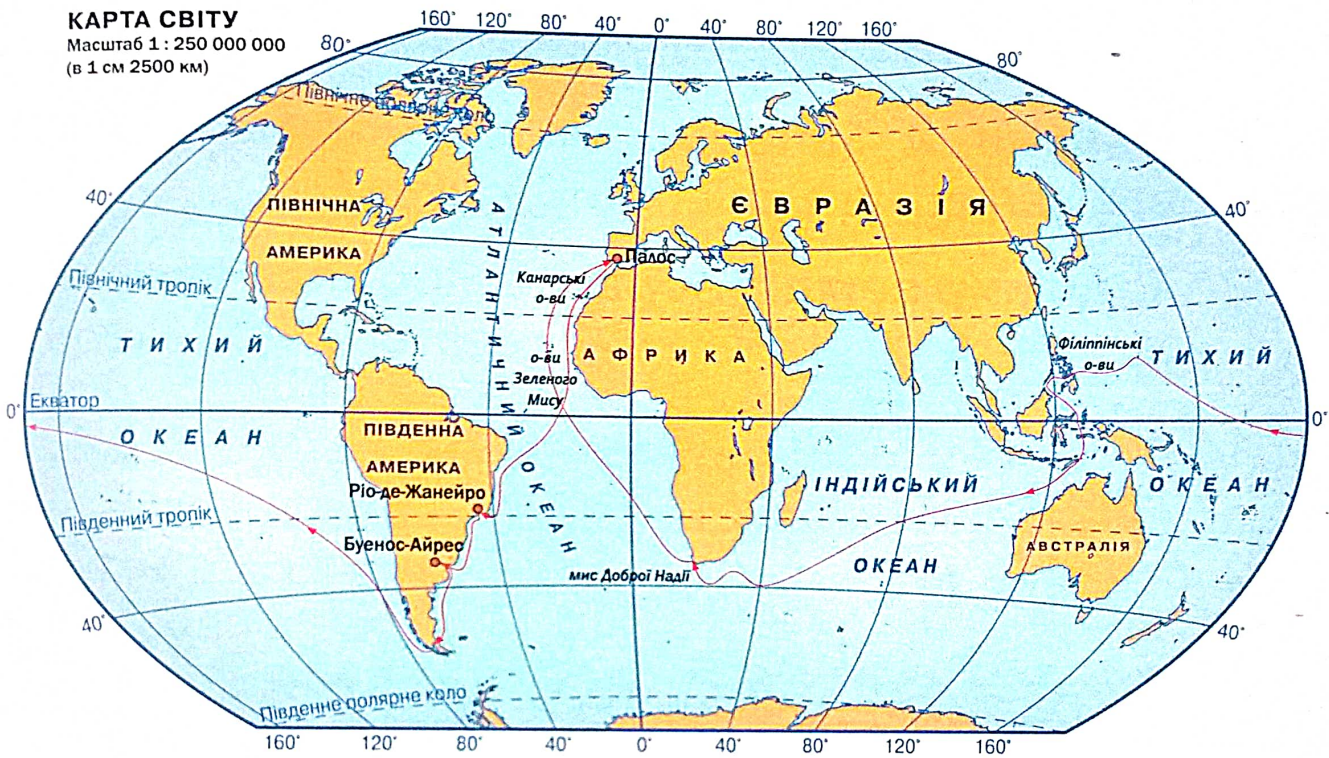 КАРТА СВІТУ
Масштаб 1 : 250 000 000
(в 1 см 2500 км)
160° 120° 80° 40° 0° 40° 80° 120° 160°
80°
80°
Північне полярне коло
40°
ПІВНІЧНА
ЄВРАЗІЯ
40°
АМЕРИКА
Палос
АТЛАНТИЧНИЙ ОКЕАН
Канарські
о-ви
Північний тропік
ТИХИЙ
о-ви
Зеленого
Мису
АФРИКА
Філіппінські
о-ви
ТИХИЙ
0°
Екватор
0°
ОКЕАН
ПІВДЕННА
АМЕРИКА
Ріо-де-Жанейро
ІНДІЙСЬКИЙ
ОКЕАН
Південний тропік
Буенос-Айрес
АВСТРАЛІЯ
мис Доброї Надії
ОКЕАН
40°
40°
Південне полярне коло
160° 120° 80° 40° 0° 40° 80° 120° 160°